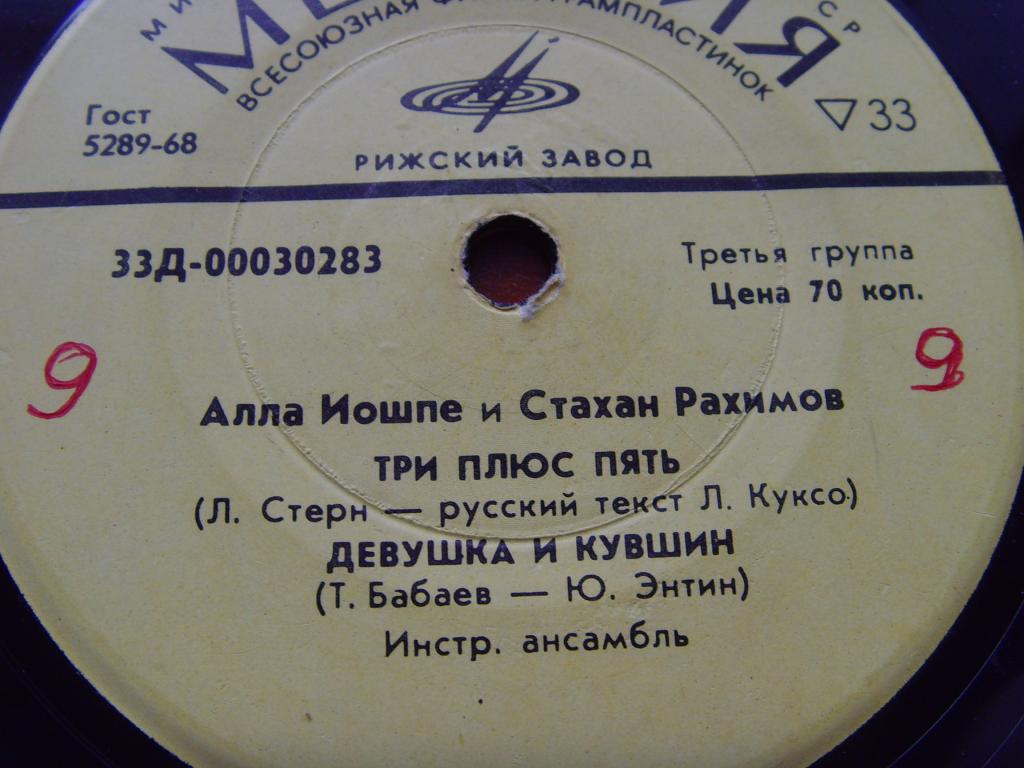 ВСЕСОЮЗНАЯ ГРАМПЛАСТИНОК
Гост
5289-68
33
РИЖСКИЙ ЗАВОД
33Д-00030283
Третья группа
Цена 70 коп.
9
9
Алла Иошпе и Стахан Рахимов
ТРИ ПЛЮС ПЯТЬ
(Л. Стерн — русский текст Л. Куксо)
ДЕВУШКА И КУВШИН
(Т. Бабаев — Ю. Энтин)
Инстр. ансамбль